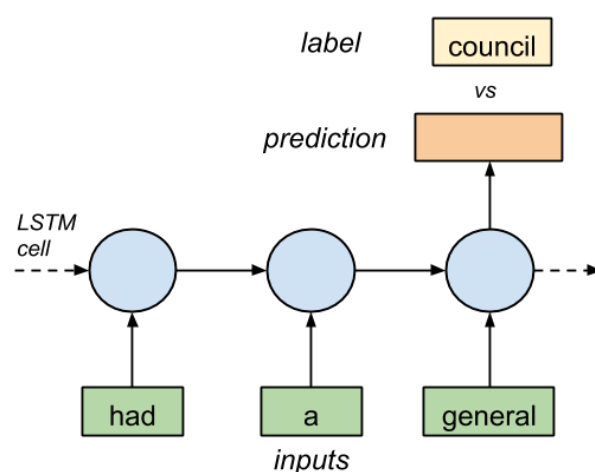 label
council
vs
prediction
LSTM
cell
had
a
general
inputs